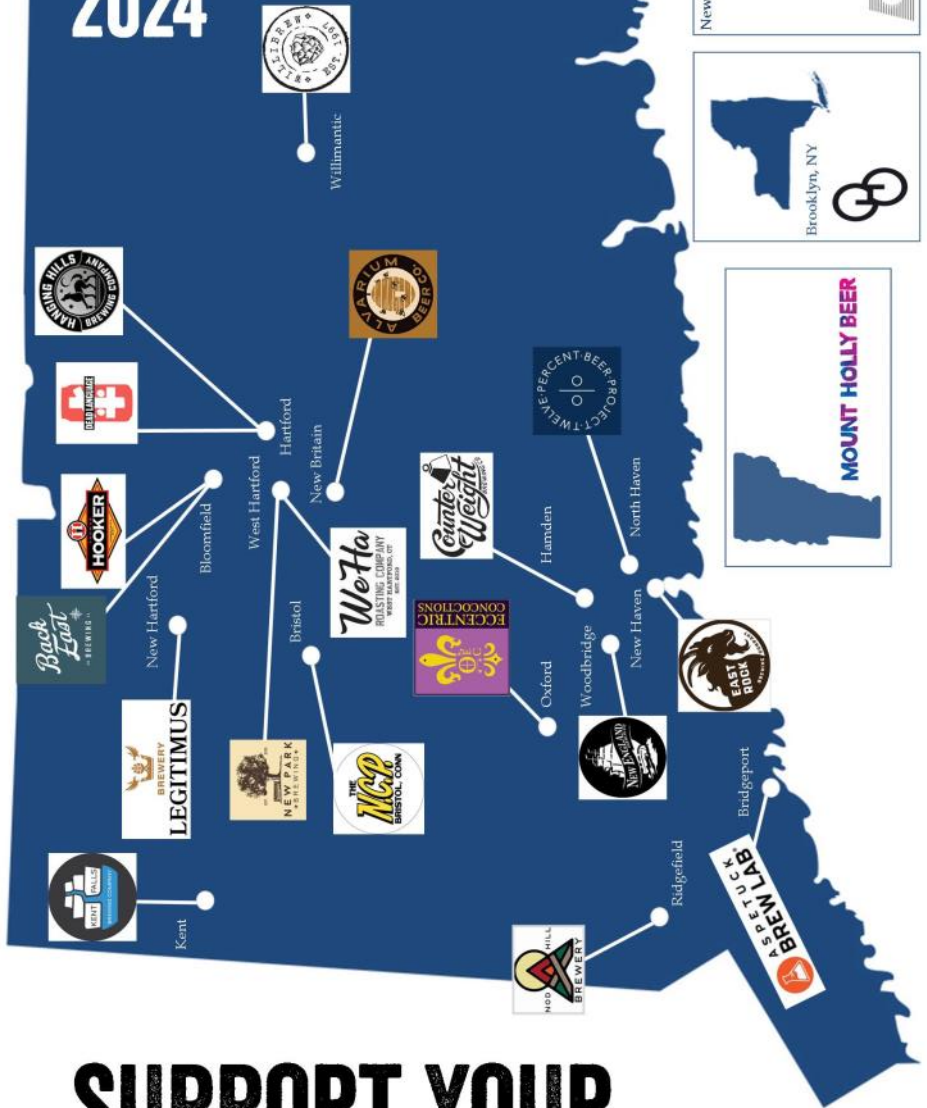 2024
SUPPORT YOUR
WILLIBREW
EST. 1991
Willimantic
HANGING HILLS
BREWING COMPANY
DEAD LANGUAGE
Hartford
HOOKER
Back
East
BREWING
Bloomfield
New Hartford
BREWERY
LEGITIMUS
KENT FALLS
BREWING COMPANY
Kent
West Hartford
NEW PARK
BREWING
WeHa
ROASTING COMPANY
WEST HARTFORD, CT
New Britain
ALVARIUM
BEER CO.
Bristol
THE
N.C.P.
BRISTOL, CONN
ECCENTRIC
CONCOCTIONS
Oxford
Counter
Weight
BREWING CO
Hamden
TWELVE·PERCENT·BEER·PROJECT
North Haven
Woodbridge
NEW ENGLAND
New Haven
EAST
ROCK
Bridgeport
ASPETUCK
BREW LAB
Ridgefield
NOD HILL
BREWERY
MOUNT HOLLY BEER
Brooklyn, NY
New